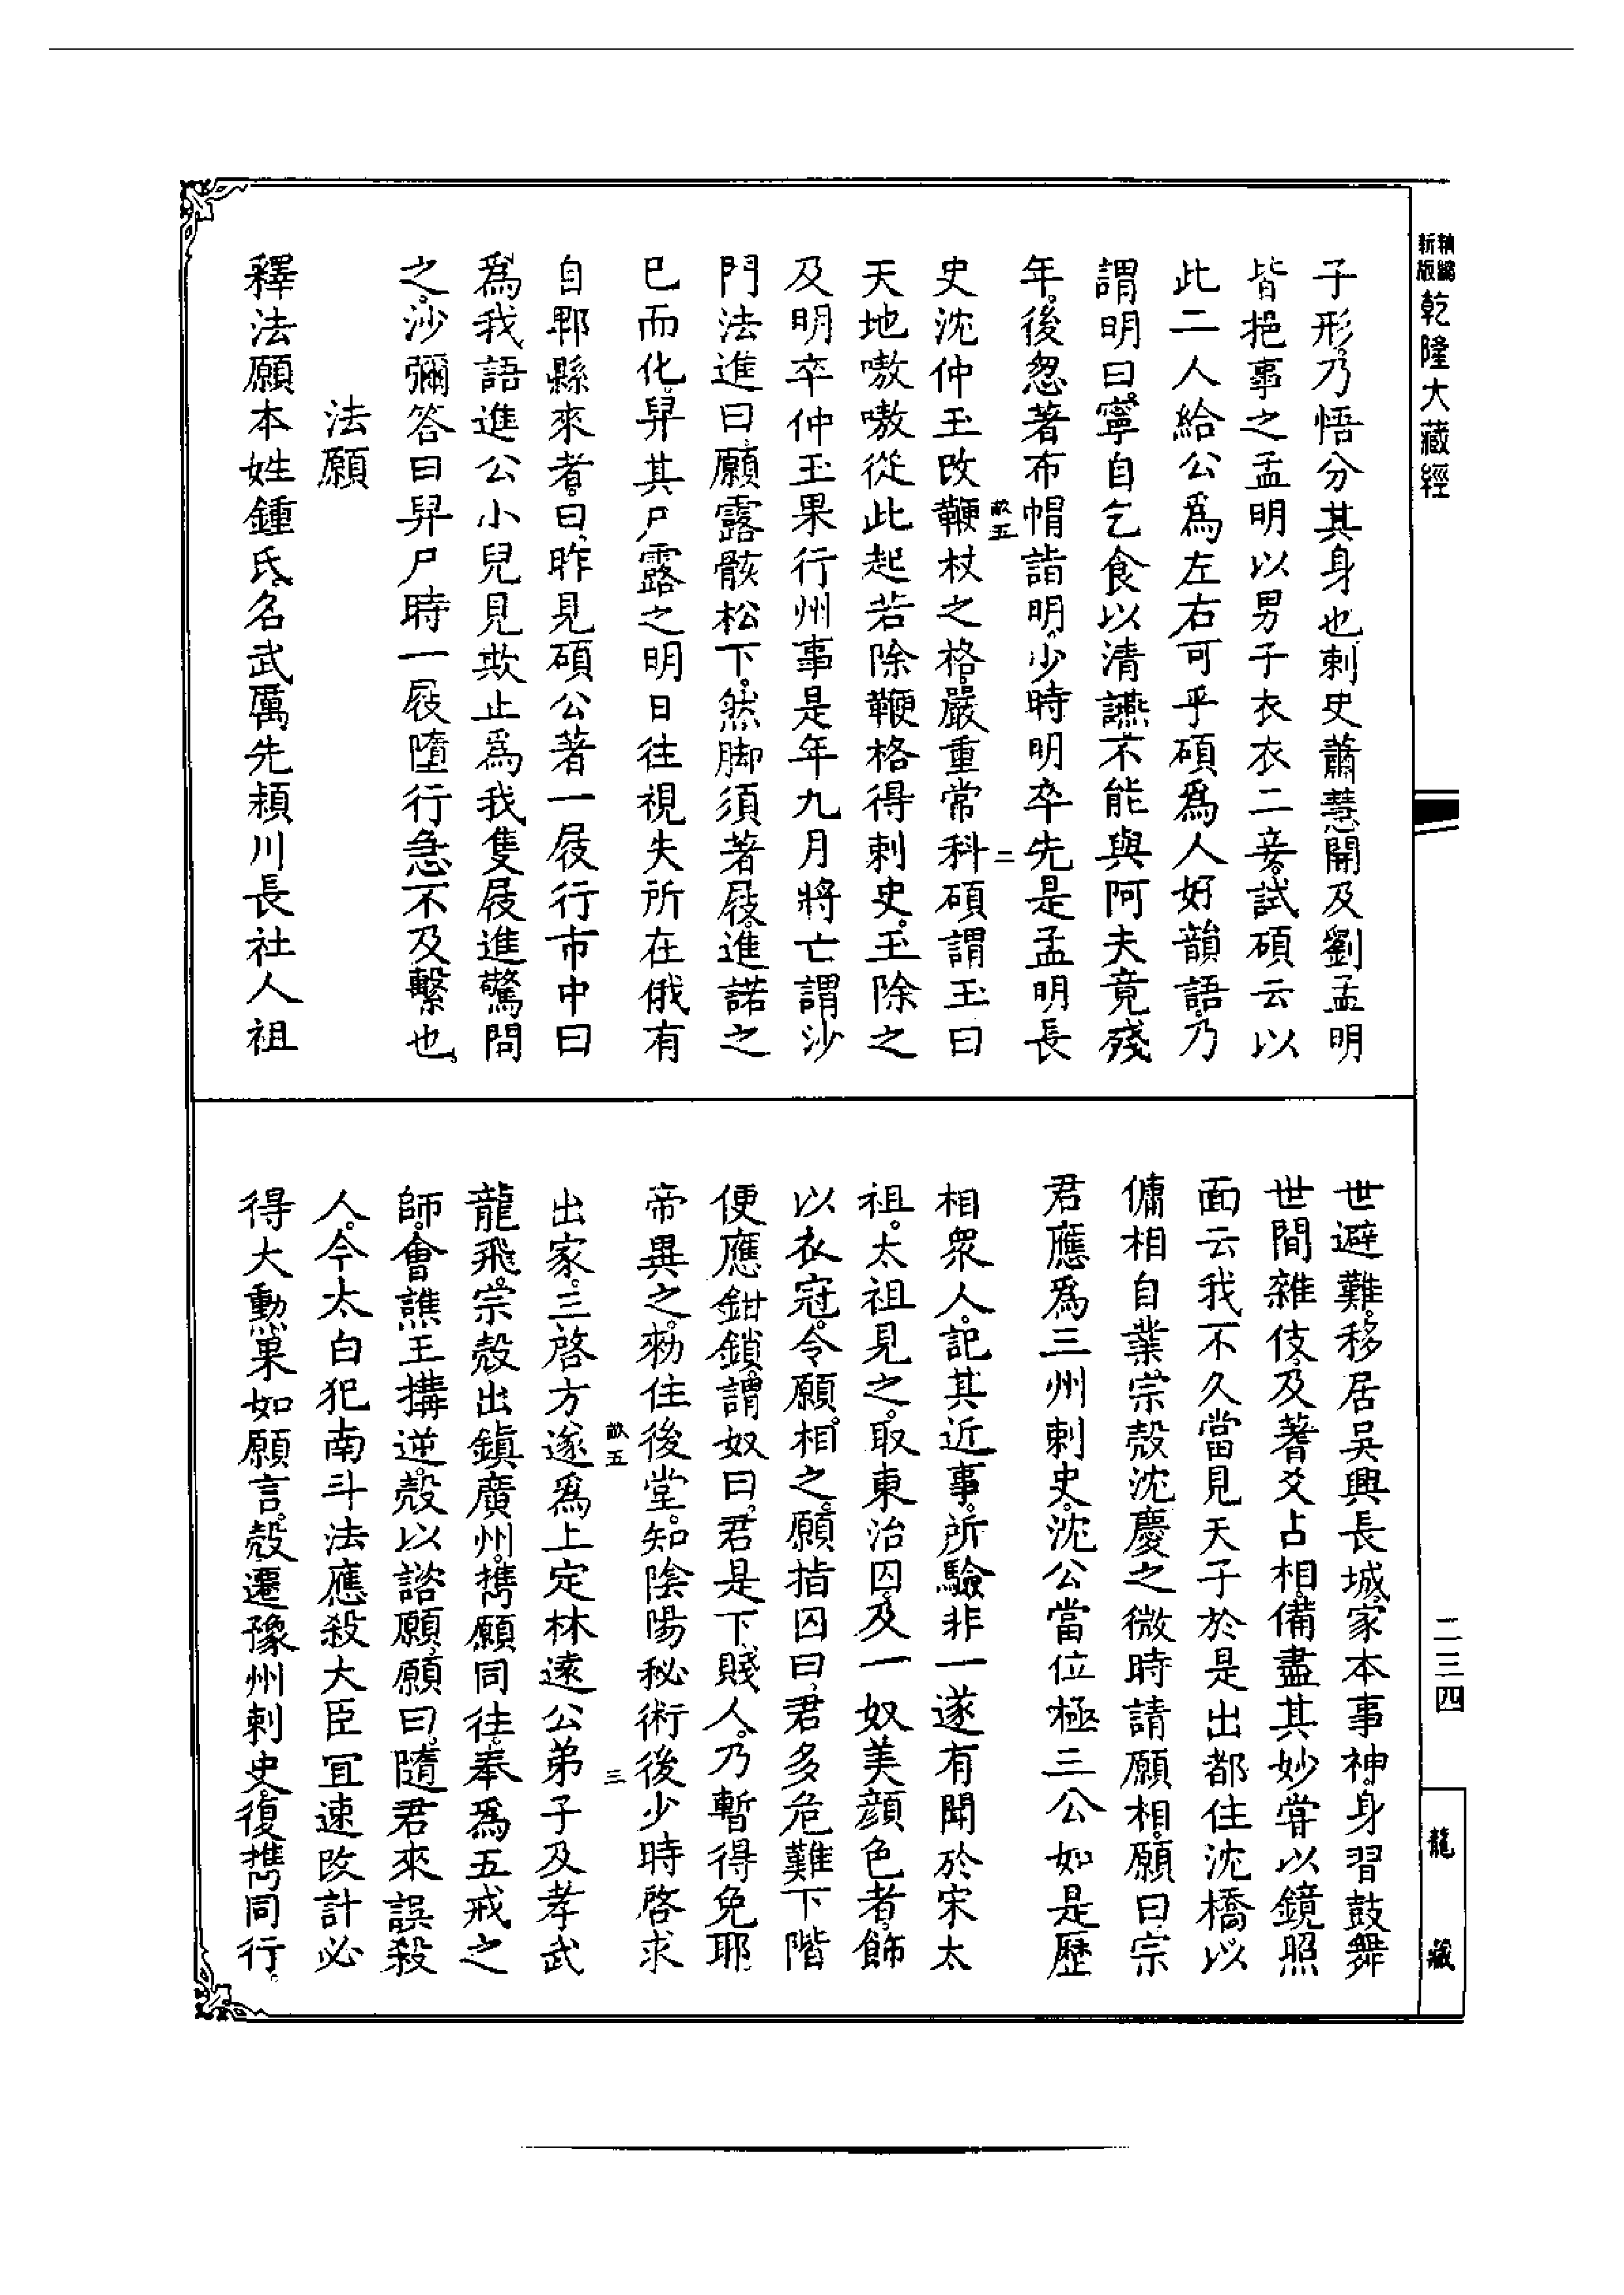 精縮新版
乾隆大藏經
子形。乃悟分其身也。刺史蕭慧開及劉孟明
皆挹事之孟明以男子衣衣二妾。試碩云以
此二人給公爲左右可乎碩爲人好韻語。乃
謂明曰。寧自乞食以清讌。不能與阿夫竟殘
年。後忽著布帽詣明。少時明卒先是孟明長
史沈仲玉改鞭杖之格。嚴重常科碩謂玉曰
天地嗷嗷從此起若除鞭格得刺史。玉除之
及明卒仲玉果行州事是年九月將亡謂沙
門法進曰。願露骸松下。然脚須著屐。進諾之
已而化。舁其尸露之明日往視失所在俄有
自郫縣來者。曰。昨見碩公著一屐行市中曰
爲我語進公小兒見欺止爲我隻屐進驚問
之。沙彌答曰舁尸時一屐墮行急不及繫也。
法願
釋法願本姓鍾氏。名武厲先潁川長社人祖
畝五
二
世避難。移居吳興長城。家本事神。身習鼓舞
世間雜伎。及蓍爻占相。備盡其妙甞以鏡照
面云我不久當見天子於是出都住沈橋以
傭相自業宗殼沈慶之微時請願相。願曰。宗
君應爲三州刺史。沈公當位極三公如是歷
相衆人。記其近事。所驗非一遂有聞於宋太
祖。太祖見之。取東治囚。及一奴美顏色者。飾
以衣冠。令願相之。願指囚曰。君多危難下階
便應鉗鎖。謂奴曰。君是下賤人。乃暫得免耶
帝異之。勑住後堂。知陰陽秘術後少時啓求
出家。三啓方遂爲上定林遠公弟子及孝武
龍飛。宗殼出鎮廣州。攜願同往。奉爲五戒之
師。會譙王搆逆。殼以諮願。願曰。隨君來誤殺
人。今太白犯南斗法應殺大臣宜速改計必
得大勳。果如願言。殼遷豫州刺史。復攜同行。
畝五
三
二三四
龍藏